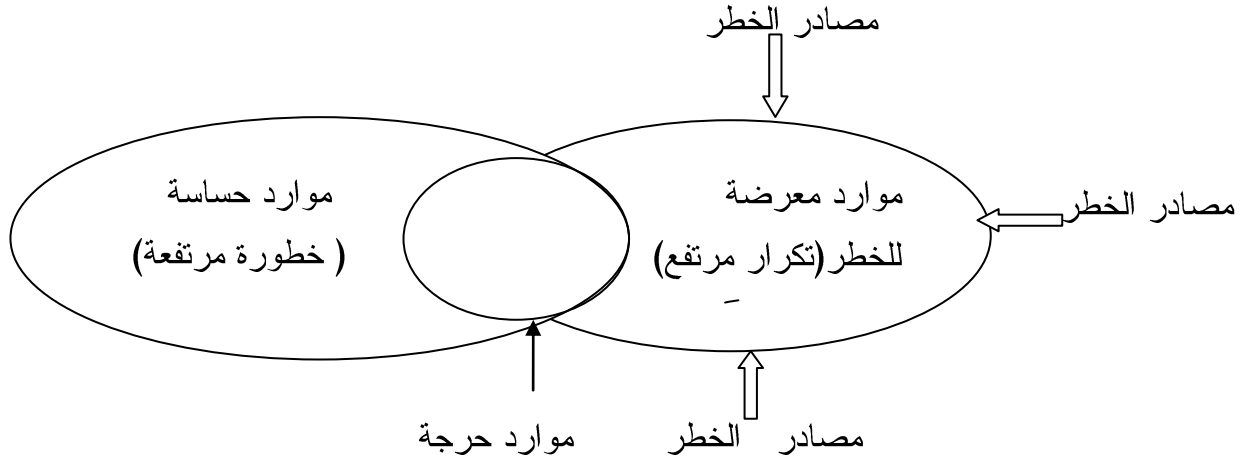 مصادر الخطر
موارد معرضة
للخطر(تكرار مرتفع)
مصادر الخطر
موارد حساسة
( خطورة مرتفعة)
مصادر الخطر
موارد حرجة